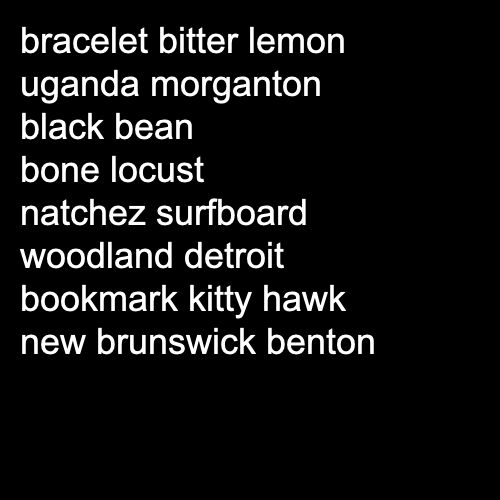 bracelet bitter lemon
uganda morganton
black bean
bone locust
natchez surfboard
woodland detroit
bookmark kitty hawk
new brunswick benton